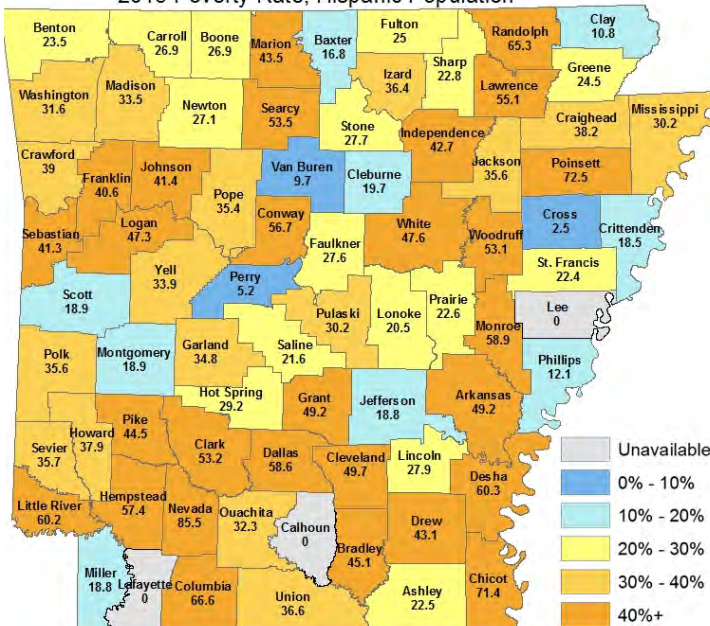 2015 Poverty Rate, Hispanic Population
Benton
23.5
Carroll
26.9
Boone
26.9
Marion
43.5
Baxter
16.8
Fulton
25
Randolph
65.3
Clay
10.8
Sharp
22.8
Greene
24.5
Izard
36.4
Lawrence
55.1
Washington
31.6
Madison
33.5
Newton
27.1
Searcy
53.5
Stone
27.7
Independence
42.7
Craighead
38.2
Mississippi
30.2
Crawford
39
Franklin
40.6
Johnson
41.4
Pope
35.4
Van Buren
9.7
Cleburne
19.7
Jackson
35.6
Poinsett
72.5
Sebastian
41.3
Logan
47.3
Conway
56.7
Faulkner
27.6
White
47.6
Woodruff
53.1
Cross
2.5
Crittenden
18.5
St. Francis
22.4
Scott
18.9
Yell
33.9
Perry
5.2
Pulaski
30.2
Lonoke
20.5
Prairie
22.6
Monroe
58.9
Lee
0
Polk
35.6
Montgomery
18.9
Garland
34.8
Saline
21.6
Phillips
12.1
Hot Spring
29.2
Grant
49.2
Jefferson
18.8
Arkansas
49.2
Sevier
35.7
Howard
37.9
Pike
44.5
Clark
53.2
Dallas
58.6
Cleveland
49.7
Lincoln
27.9
Desha
60.3
Little River
60.2
Hempstead
57.4
Nevada
85.5
Ouachita
32.3
Calhoun
0
Bradley
45.1
Drew
43.1
Miller
18.8
Lafayette
0
Columbia
66.6
Union
36.6
Ashley
22.5
Chicot
71.4
Unavailable
0% - 10%
10% - 20%
20% - 30%
30% - 40%
40%+